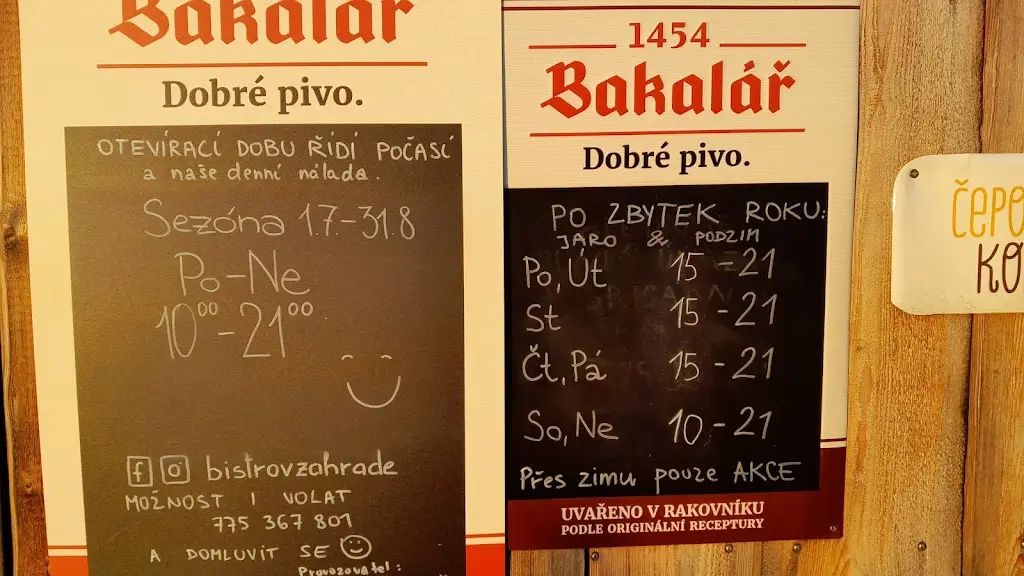 Bakalář
Dobré pivo.
OTEVÍRACÍ DOBU ŘÍDÍ POČASÍ
a naše denní nálada.
Sezóna 1.7.-31.8
Po-Ne
10⁰⁰-21⁰⁰
bistrovzahrade
MOŽNOST I VOLAT
775 367 801
A DOMLUVIT SE
Provozovatel:
1454
Bakalář
Dobré pivo.
PO ZBYTEK ROKU:
JARO & PODZIM
Po, Út 15-21
St 15-21
Čt, Pá 15-21
So, Ne 10-21
Přes zimu pouze AKCE
UVAŘENO V RAKOVNÍKU
PODLE ORIGINÁLNÍ RECEPTURY